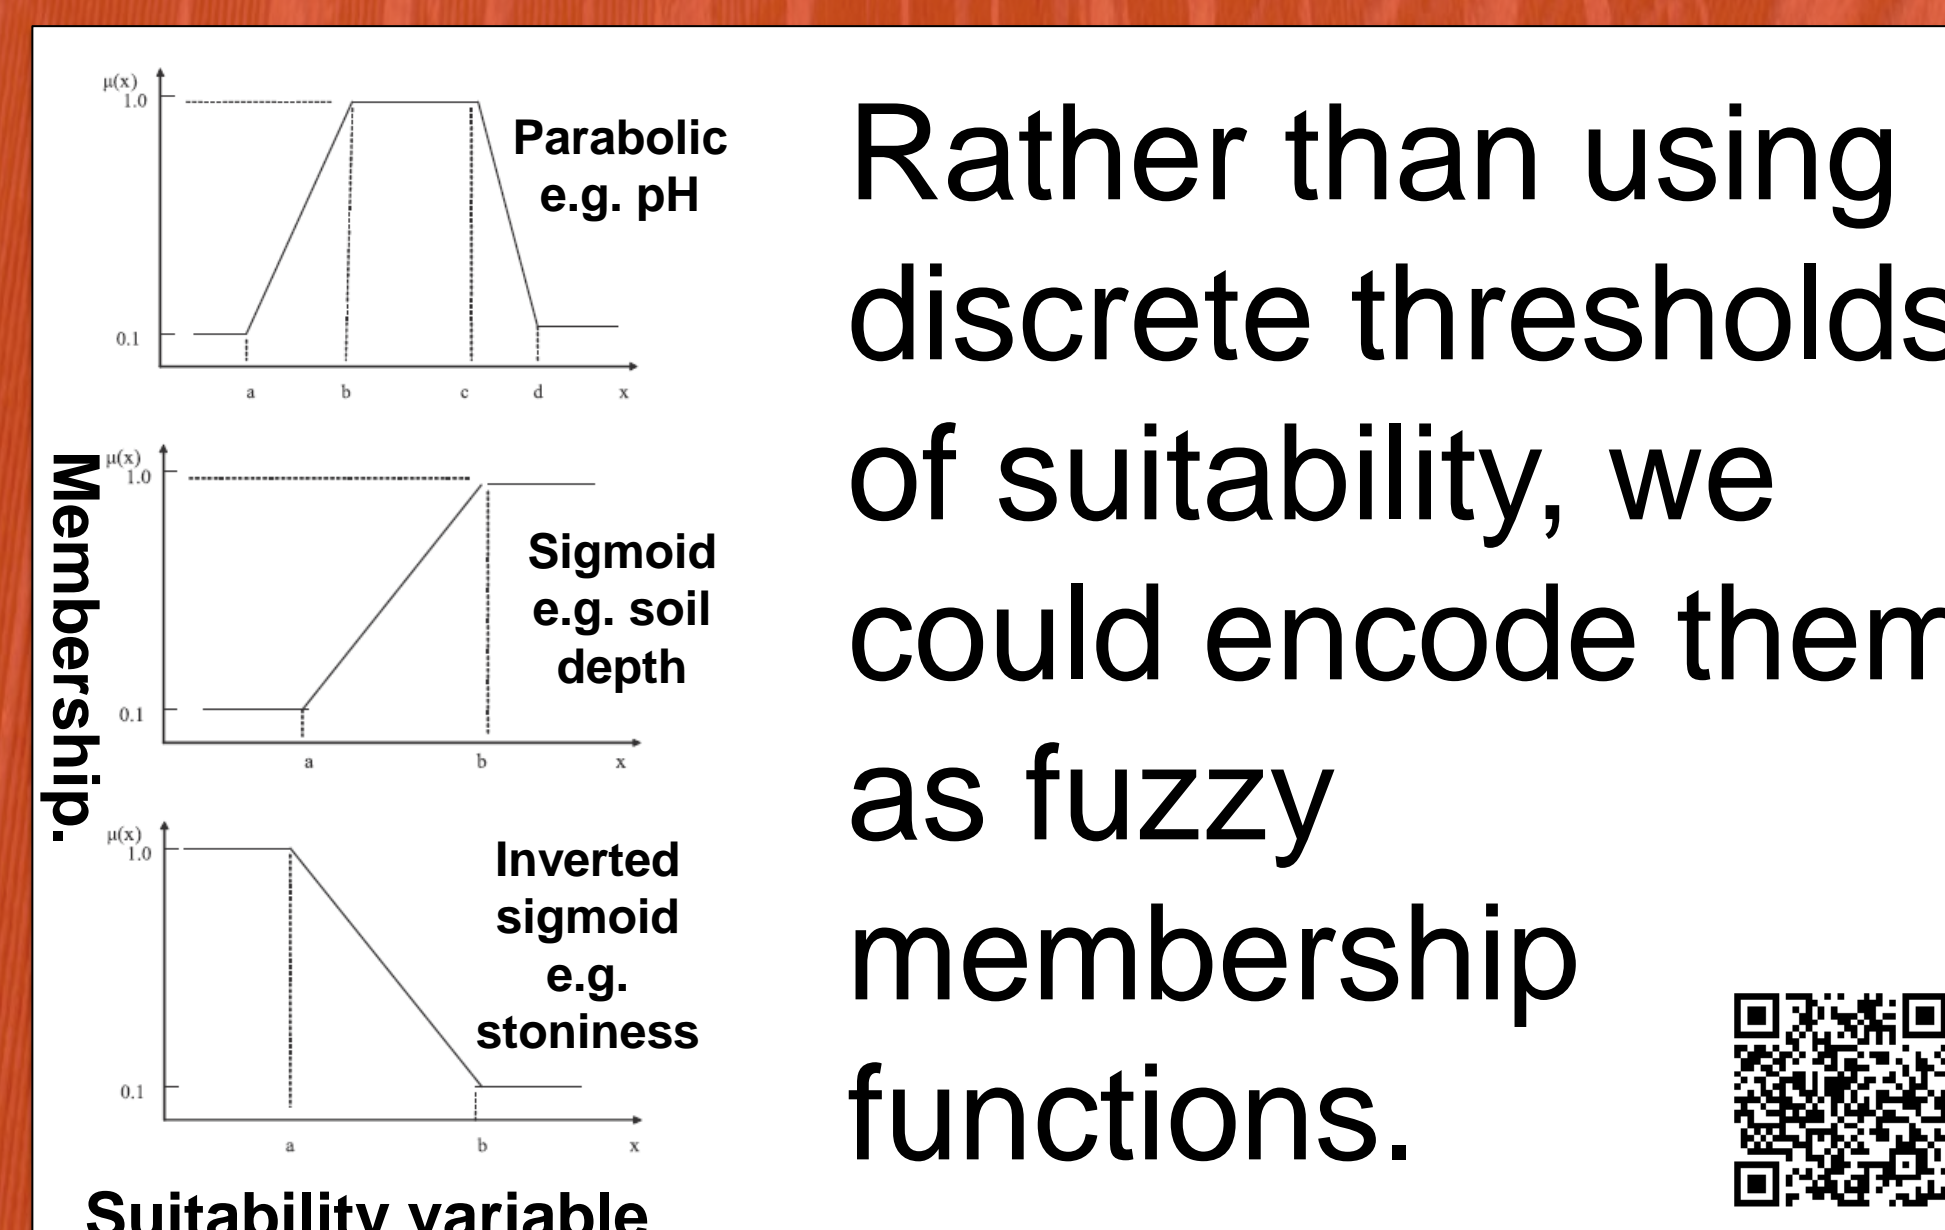 μ(x)
1.0
0.1
a b c d x
Parabolic
e.g. pH
Membership.
μ(x)
1.0
0.1
a b x
Sigmoid
e.g. soil
depth
μ(x)
1.0
0.1
a b x
Inverted
sigmoid
e.g.
stoniness
Suitability variable
Rather than using
discrete thresholds
of suitability, we
could encode them
as fuzzy
membership
functions.